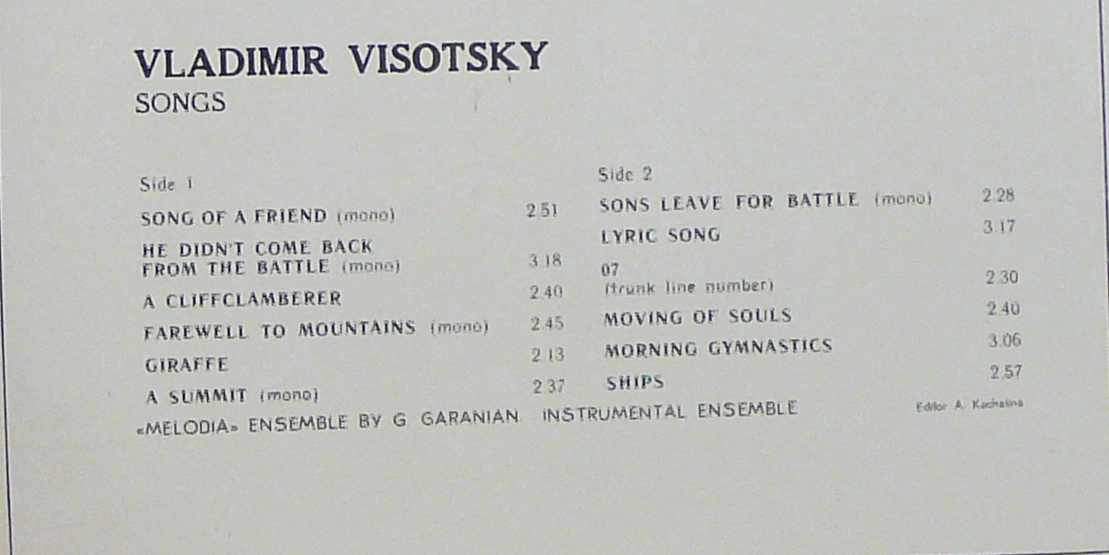 VLADIMIR VISOTSKY
SONGS
Side 1
SONG OF A FRIEND (mono) 2.51
HE DIDN'T COME BACK
FROM THE BATTLE (mono) 3.18
A CLIFFCLAMBERER 2.40
FAREWELL TO MOUNTAINS (mono) 2.45
GIRAFFE 2.13
A SUMMIT (mono) 2.37
Side 2
SONS LEAVE FOR BATTLE (mono) 2.28
LYRIC SONG 3.17
07
(trunk line number) 2.30
MOVING OF SOULS 2.40
MORNING GYMNASTICS 3.06
SHIPS 2.57
«MELODIA» ENSEMBLE BY G. GARANIAN. INSTRUMENTAL ENSEMBLE
Editor A. Kachalina